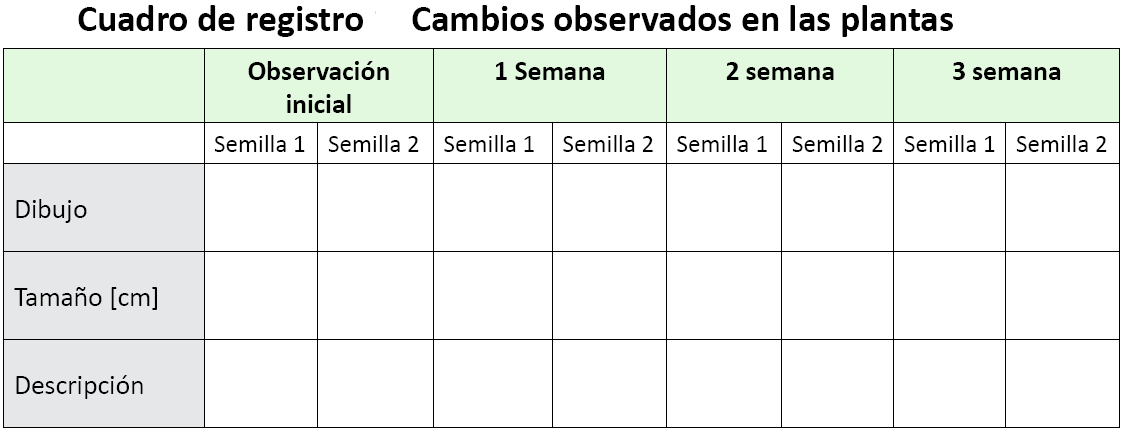 Cuadro de registro Cambios observados en las plantas
Observación inicial 1 Semana 2 semana 3 semana
Semilla 1 Semilla 2 Semilla 1 Semilla 2 Semilla 1 Semilla 2 Semilla 1 Semilla 2
Dibujo
Tamaño [cm]
Descripción